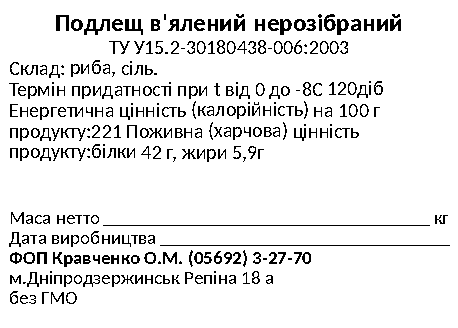 Подлещ в'ялений нерозібраний
ТУ У15.2-30180438-006:2003
Склад: риба, сіль.
Термін придатності при t від 0 до -8С 120діб
Енергетична цінність (калорійність) на 100 г
продукту:221 Поживна (харчова) цінність
продукту:білки 42 г, жири 5,9г
Маса нетто ______________________________ кг
Дата виробництва ___________________________
ФОП Кравченко О.М. (05692) 3-27-70
м.Дніпродзержинськ Репіна 18 а
без ГМО